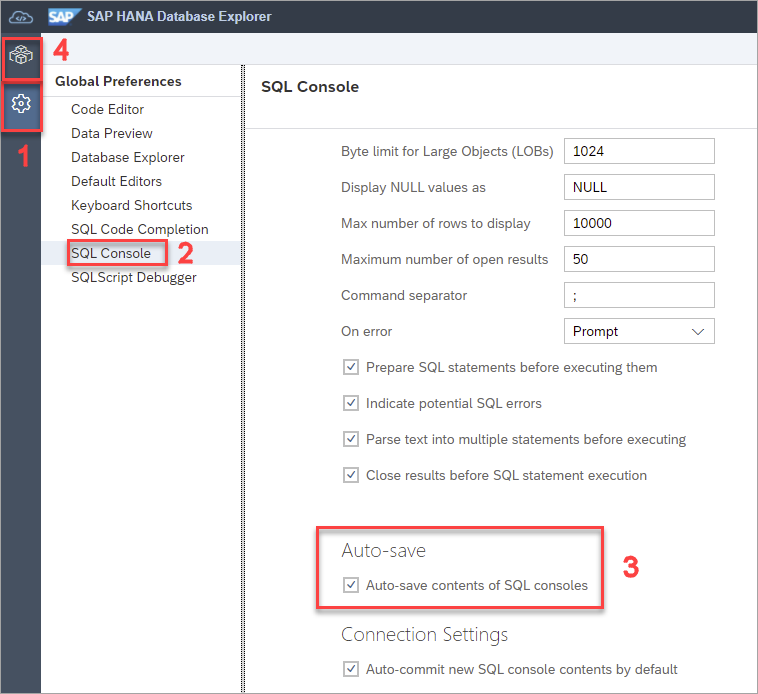 SAP SAP HANA Database Explorer
4
1
Global Preferences
Code Editor
Data Preview
Database Explorer
Default Editors
Keyboard Shortcuts
SQL Code Completion
SQL Console 2
SQLScript Debugger
SQL Console
Byte limit for Large Objects (LOBs) 1024
Display NULL values as NULL
Max number of rows to display 10000
Maximum number of open results 50
Command separator ;
On error Prompt
Prepare SQL statements before executing them
Indicate potential SQL errors
Parse text into multiple statements before executing
Close results before SQL statement execution
Auto-save
Auto-save contents of SQL consoles
3
Connection Settings
Auto-commit new SQL console contents by default